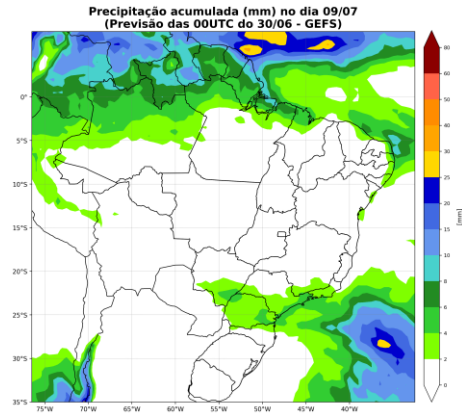 Precipitação acumulada (mm) no dia 09/07
(Previsão das 00UTC do 30/06 - GEFS)
0°
5°S
10°S
15°S
20°S
25°S
30°S
35°S
75°W
70°W
65°W
60°W
55°W
50°W
45°W
40°W
80
60
50
40
30
25
20
15
10
8
6
4
2
0
[mm]